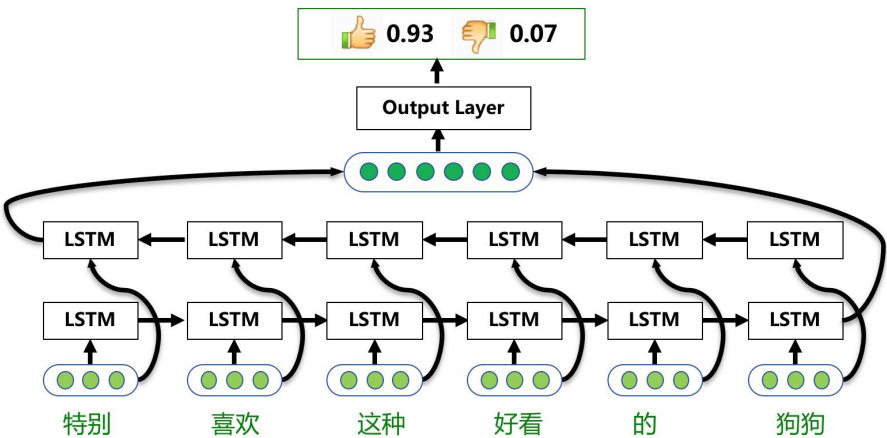 0.93 0.07
Output Layer
LSTM LSTM LSTM LSTM LSTM LSTM
LSTM LSTM LSTM LSTM LSTM LSTM
特别 喜欢 这种 好看 的 狗狗